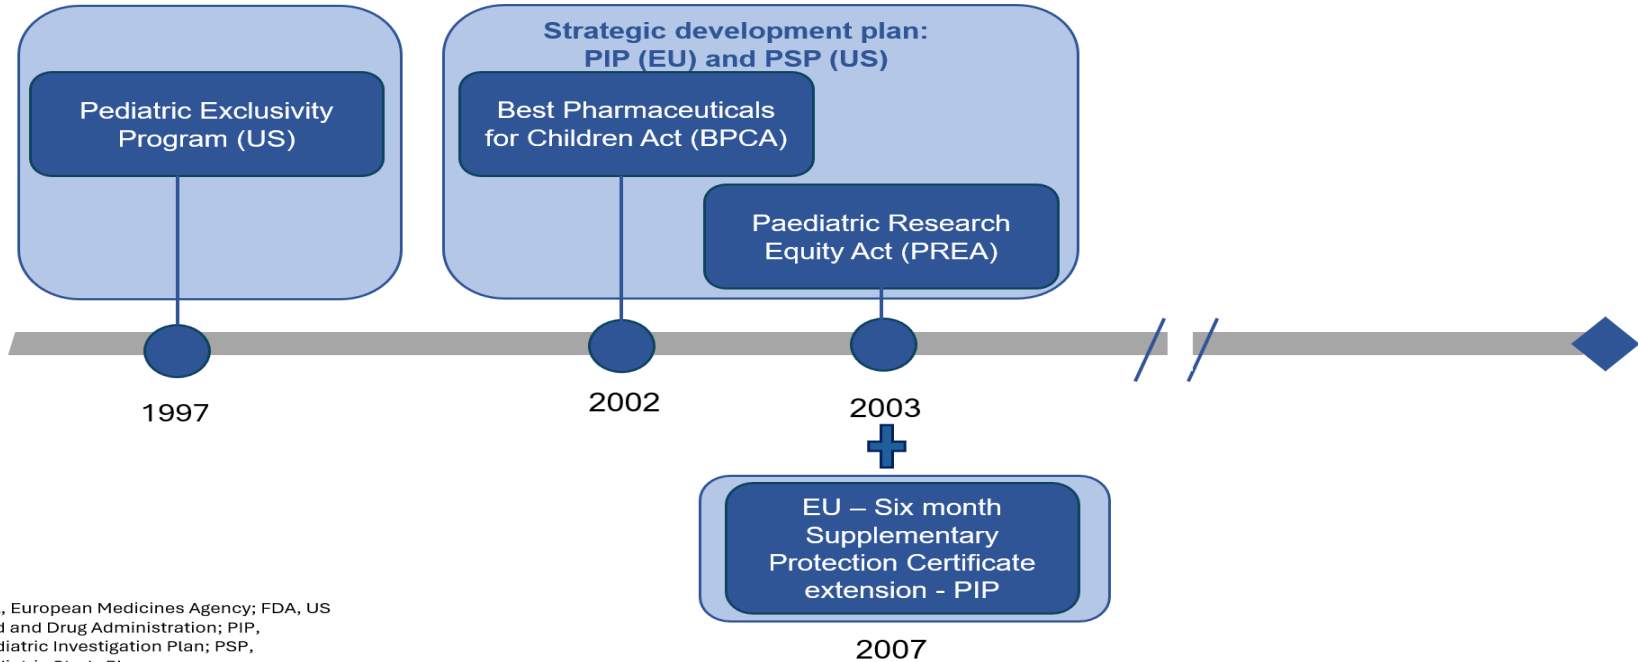 Strategic development plan:
PIP (EU) and PSP (US)
Pediatric Exclusivity
Program (US)
Best Pharmaceuticals
for Children Act (BPCA)
Paediatric Research
Equity Act (PREA)
1997
2002
2003
EU – Six month
Supplementary
Protection Certificate
extension - PIP
2007
, European Medicines Agency; FDA, US
and Drug Administration; PIP,
Investigation Plan; PSP,